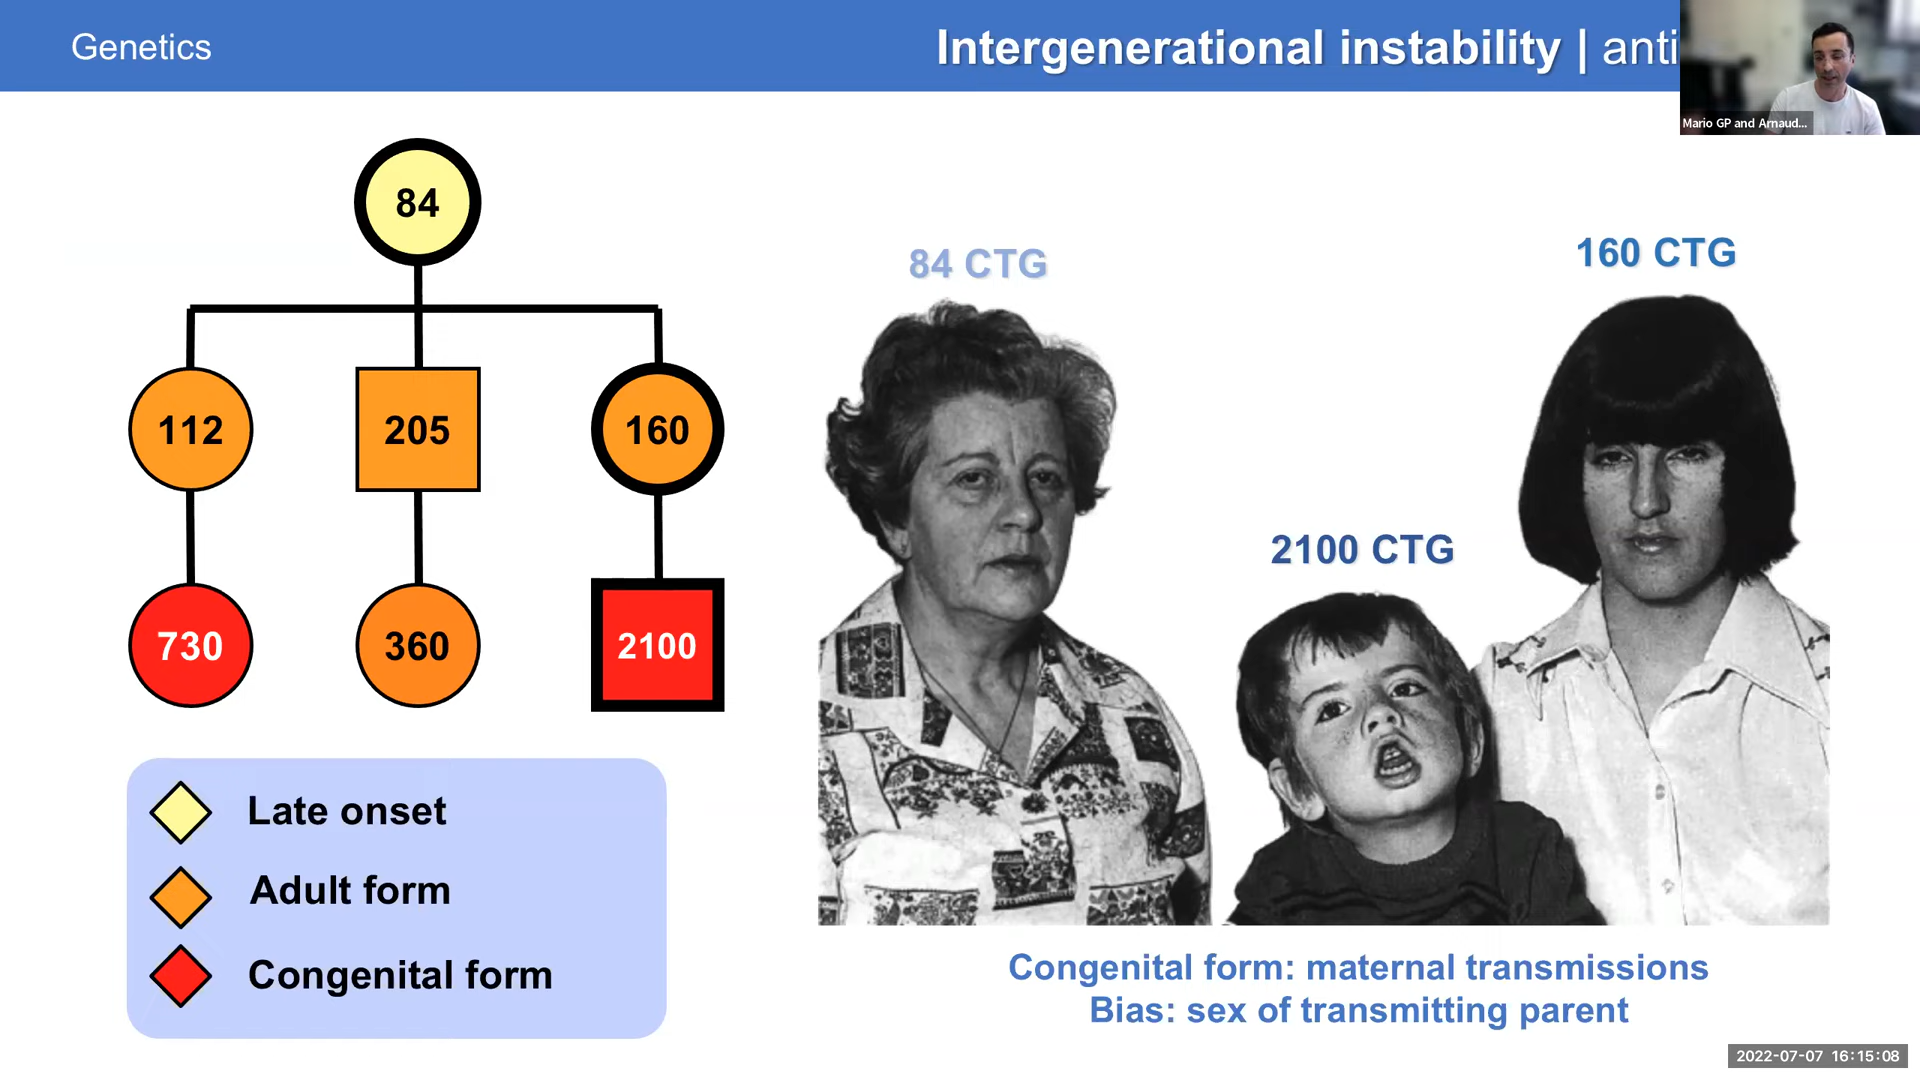 Genetics
Intergenerational instability | anti
Mario GP and Arnaud...
84
84 CTG
160 CTG
112
205
160
2100 CTG
730
360
2100
Late onset
Adult form
Congenital form
Congenital form: maternal transmissions
Bias: sex of transmitting parent
2022-07-07 16:15:08